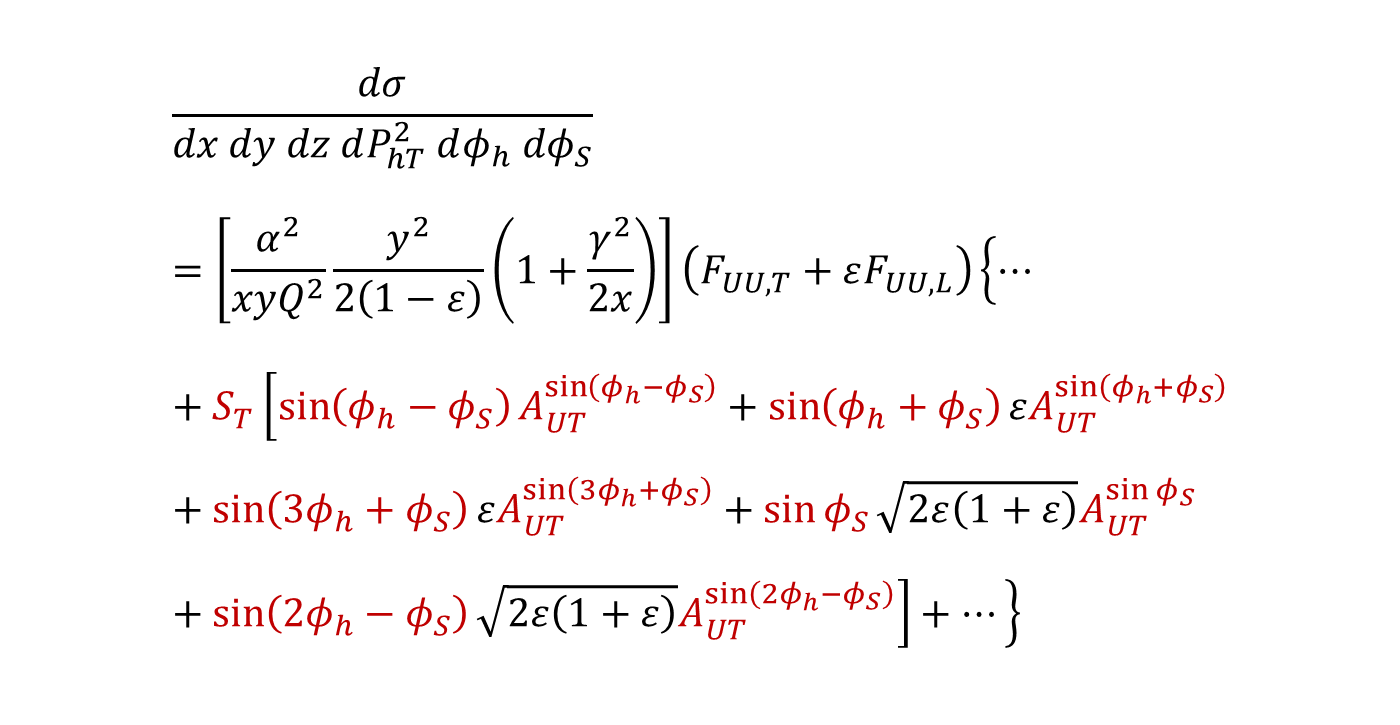 dσ / (dx dy dz dP_{hT}^2 dϕ_h dϕ_S)
= [α^2/(xyQ^2) y^2/(2(1 − ε)) (1 + γ^2/(2x))] (F_{UU,T} + εF_{UU,L}) {⋯
+ S_T [sin(ϕ_h − ϕ_S) A_{UT}^{sin(ϕ_h−ϕ_S)} + sin(ϕ_h + ϕ_S) εA_{UT}^{sin(ϕ_h+ϕ_S)}
+ sin(3ϕ_h + ϕ_S) εA_{UT}^{sin(3ϕ_h+ϕ_S)} + sin ϕ_S √(2ε(1 + ε)) A_{UT}^{sin ϕ_S}
+ sin(2ϕ_h − ϕ_S) √(2ε(1 + ε)) A_{UT}^{sin(2ϕ_h−ϕ_S)}] + ⋯}